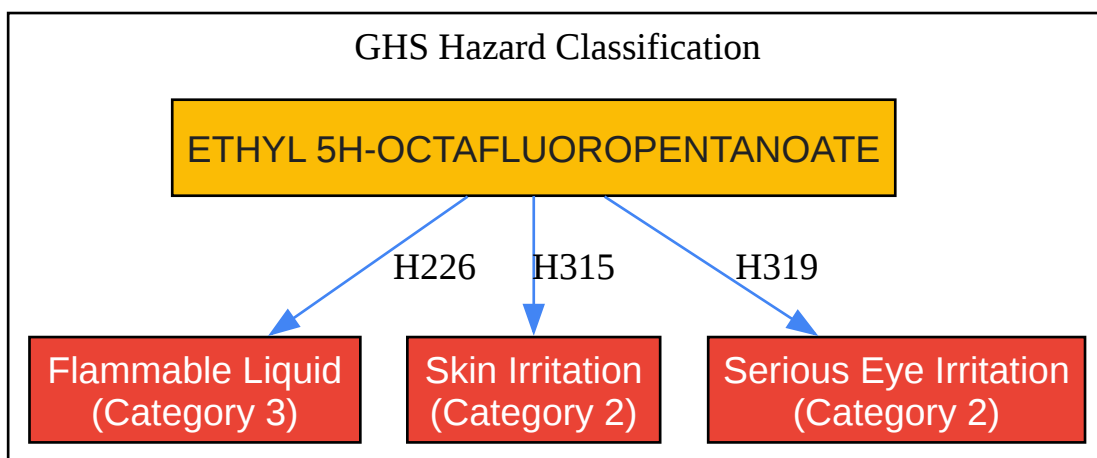 GHS Hazard Classification
ETHYL 5H-OCTAFLUOROPENTANOATE
H226
H315
H319
Flammable Liquid
(Category 3)
Skin Irritation
(Category 2)
Serious Eye Irritation
(Category 2)